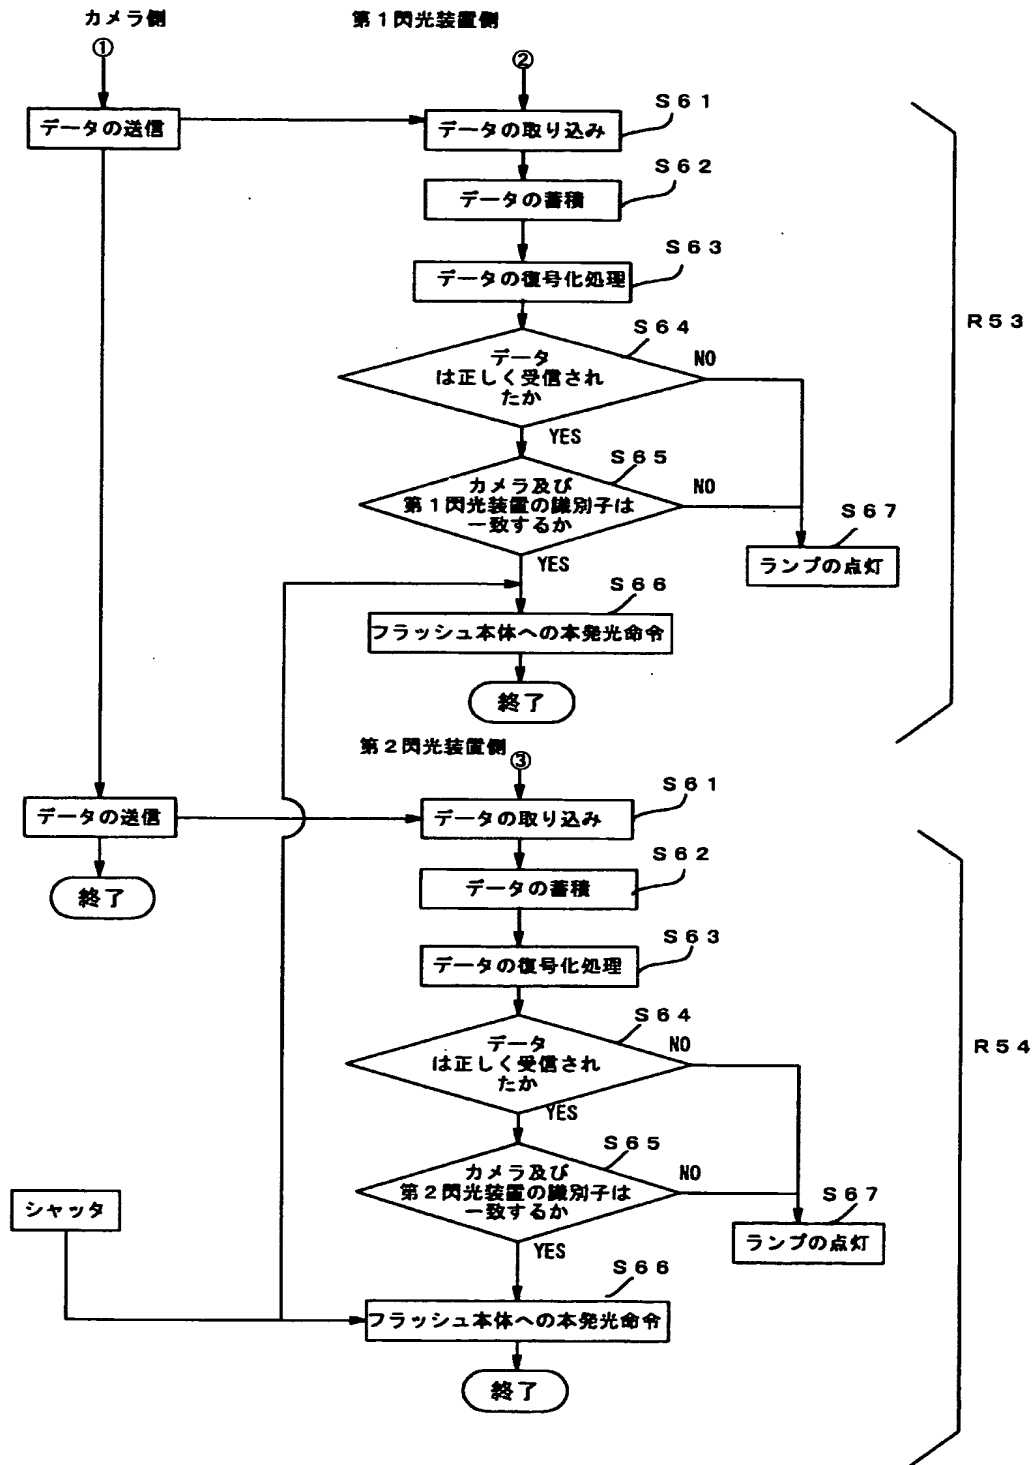 カメラ側
第1閃光装置側
①
②
データの送信
データの取り込み
S61
データの蓄積
S62
データの復号化処理
S63
データ
は正しく受信され
たか
S64
NO
YES
カメラ及び
第1閃光装置の識別子は
一致するか
S65
NO
YES
ランプの点灯
S67
フラッシュ本体への本発光命令
S66
終了
R53
第2閃光装置側
③
データの送信
終了
データの取り込み
S61
データの蓄積
S62
データの復号化処理
S63
データ
は正しく受信され
たか
S64
NO
YES
カメラ及び
第2閃光装置の識別子は
一致するか
S65
NO
YES
ランプの点灯
S67
シャッタ
フラッシュ本体への本発光命令
S66
終了
R54